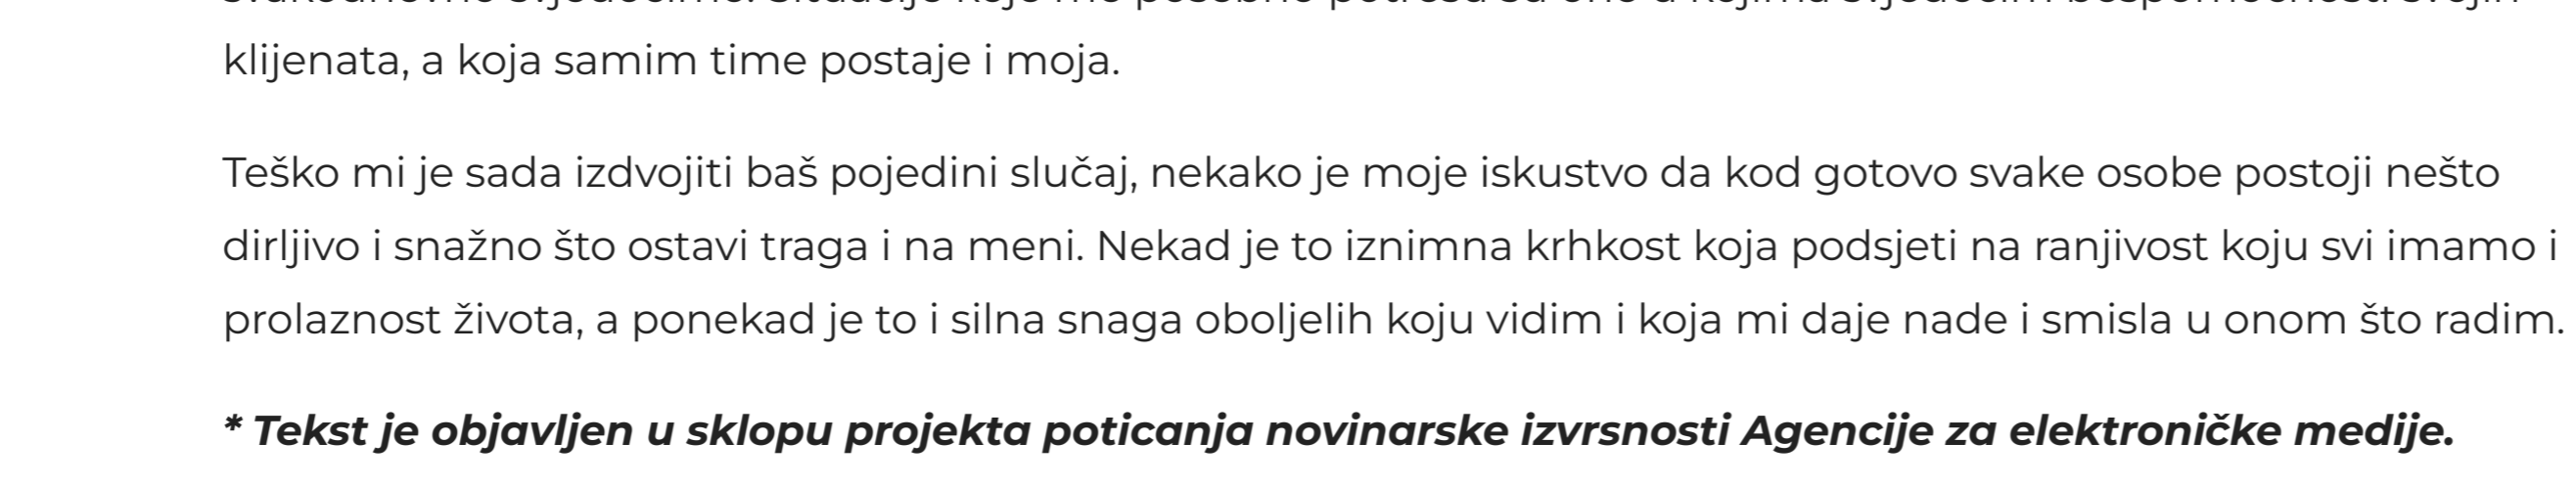 klijenata, a koja samim time postaje i moja.
Teško mi je sada izdvojiti baš pojedini slučaj, nekako je moje iskustvo da kod gotovo svake osobe postoji nešto
dirljivo i snažno što ostavi traga i na meni. Nekad je to iznimna krhkost koja podsjeti na ranjivost koju svi imamo i
prolaznost života, a ponekad je to i silna snaga oboljelih koju vidim i koja mi daje nade i smisla u onom što radim.
* Tekst je objavljen u sklopu projekta poticanja novinarske izvrsnosti Agencije za elektroničke medije.